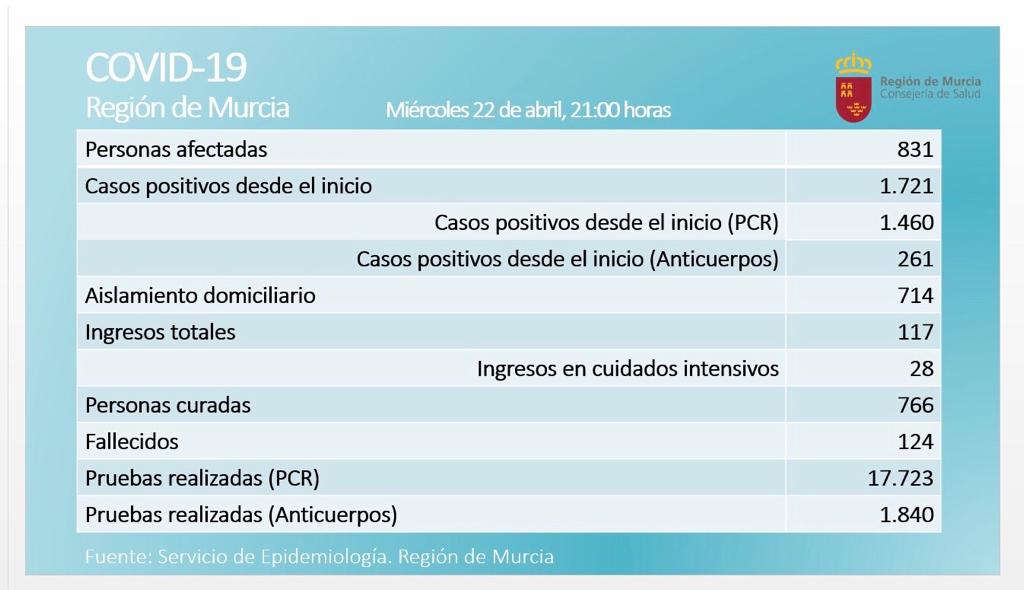 COVID-19
Región de Murcia
Miércoles 22 de abril, 21:00 horas
Región de Murcia
Consejería de Salud
Personas afectadas 831
Casos positivos desde el inicio 1.721
Casos positivos desde el inicio (PCR) 1.460
Casos positivos desde el inicio (Anticuerpos) 261
Aislamiento domiciliario 714
Ingresos totales 117
Ingresos en cuidados intensivos 28
Personas curadas 766
Fallecidos 124
Pruebas realizadas (PCR) 17.723
Pruebas realizadas (Anticuerpos) 1.840
Fuente: Servicio de Epidemiología. Región de Murcia